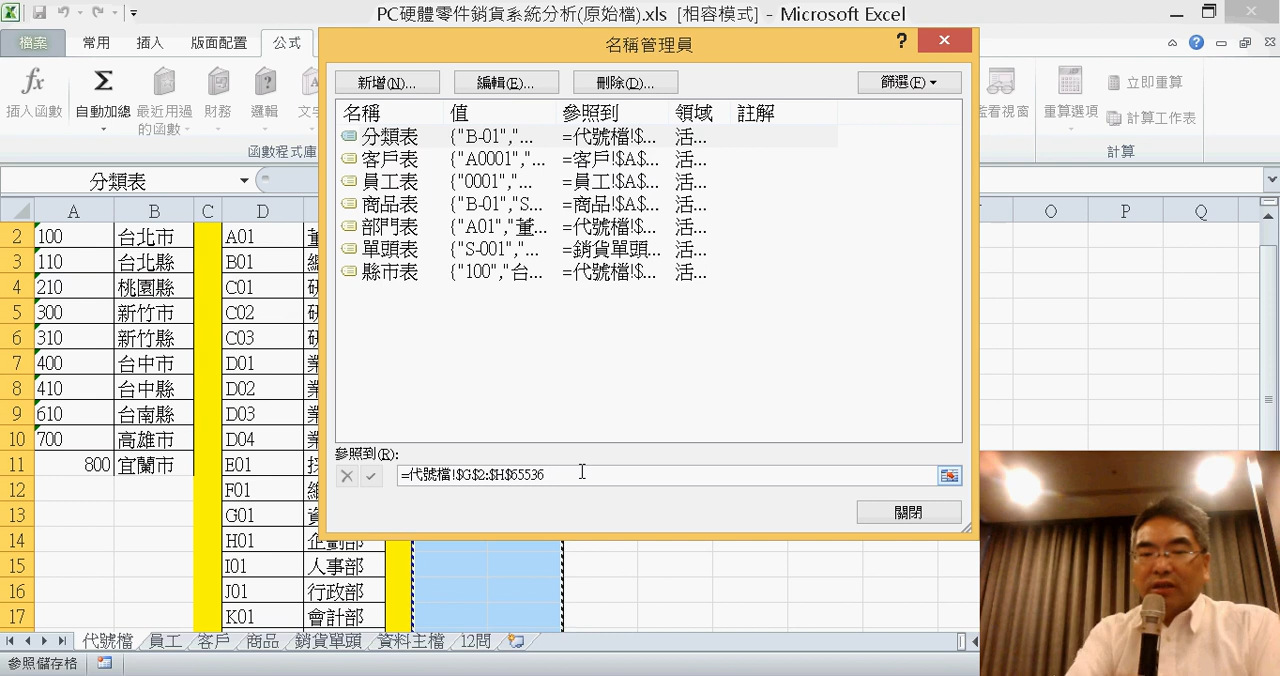 PC硬體零件銷貨系統分析(原始檔).xls [相容模式] - Microsoft Excel
檔案 常用 插入 版面配置 公式
名稱管理員
插入函數 自動加總 最近用過的函數 財務 邏輯
監看視窗 重算選項 立即重算
計算工作表
函數程式庫
計算
新增(N)... 編輯(E)... 刪除(D)... 篩選(F)
名稱 值 參照到 領域 註解
分類表 {"B-01","... =代號檔!$... 活...
客戶表 {"A0001","... =客戶!$A$... 活...
員工表 {"0001","... =員工!$A$... 活...
商品表 {"B-01","S... =商品!$A$... 活...
部門表 {"A01","董... =代號檔!$... 活...
單頭表 {"S-001","... =銷貨單頭... 活...
縣市表 {"100","台... =代號檔!$... 活...
參照到(R):
=代號檔!$G$2:$H$65536
關閉
分類表
A B C D O P Q
2 100 台北市 A01
3 110 台北縣 B01
4 210 桃園縣 C01
5 300 新竹市 C02
6 310 新竹縣 C03
7 400 台中市 D01
8 410 台中縣 D02
9 610 台南縣 D03
10 700 高雄市 D04
11 800 宜蘭市 E01
12 F01
13 G01
14 H01 企劃部
15 I01 人事部
16 J01 行政部
17 K01 會計部
代號檔 員工 客戶 商品 銷貨單頭 資料主檔 12問
參照儲存格